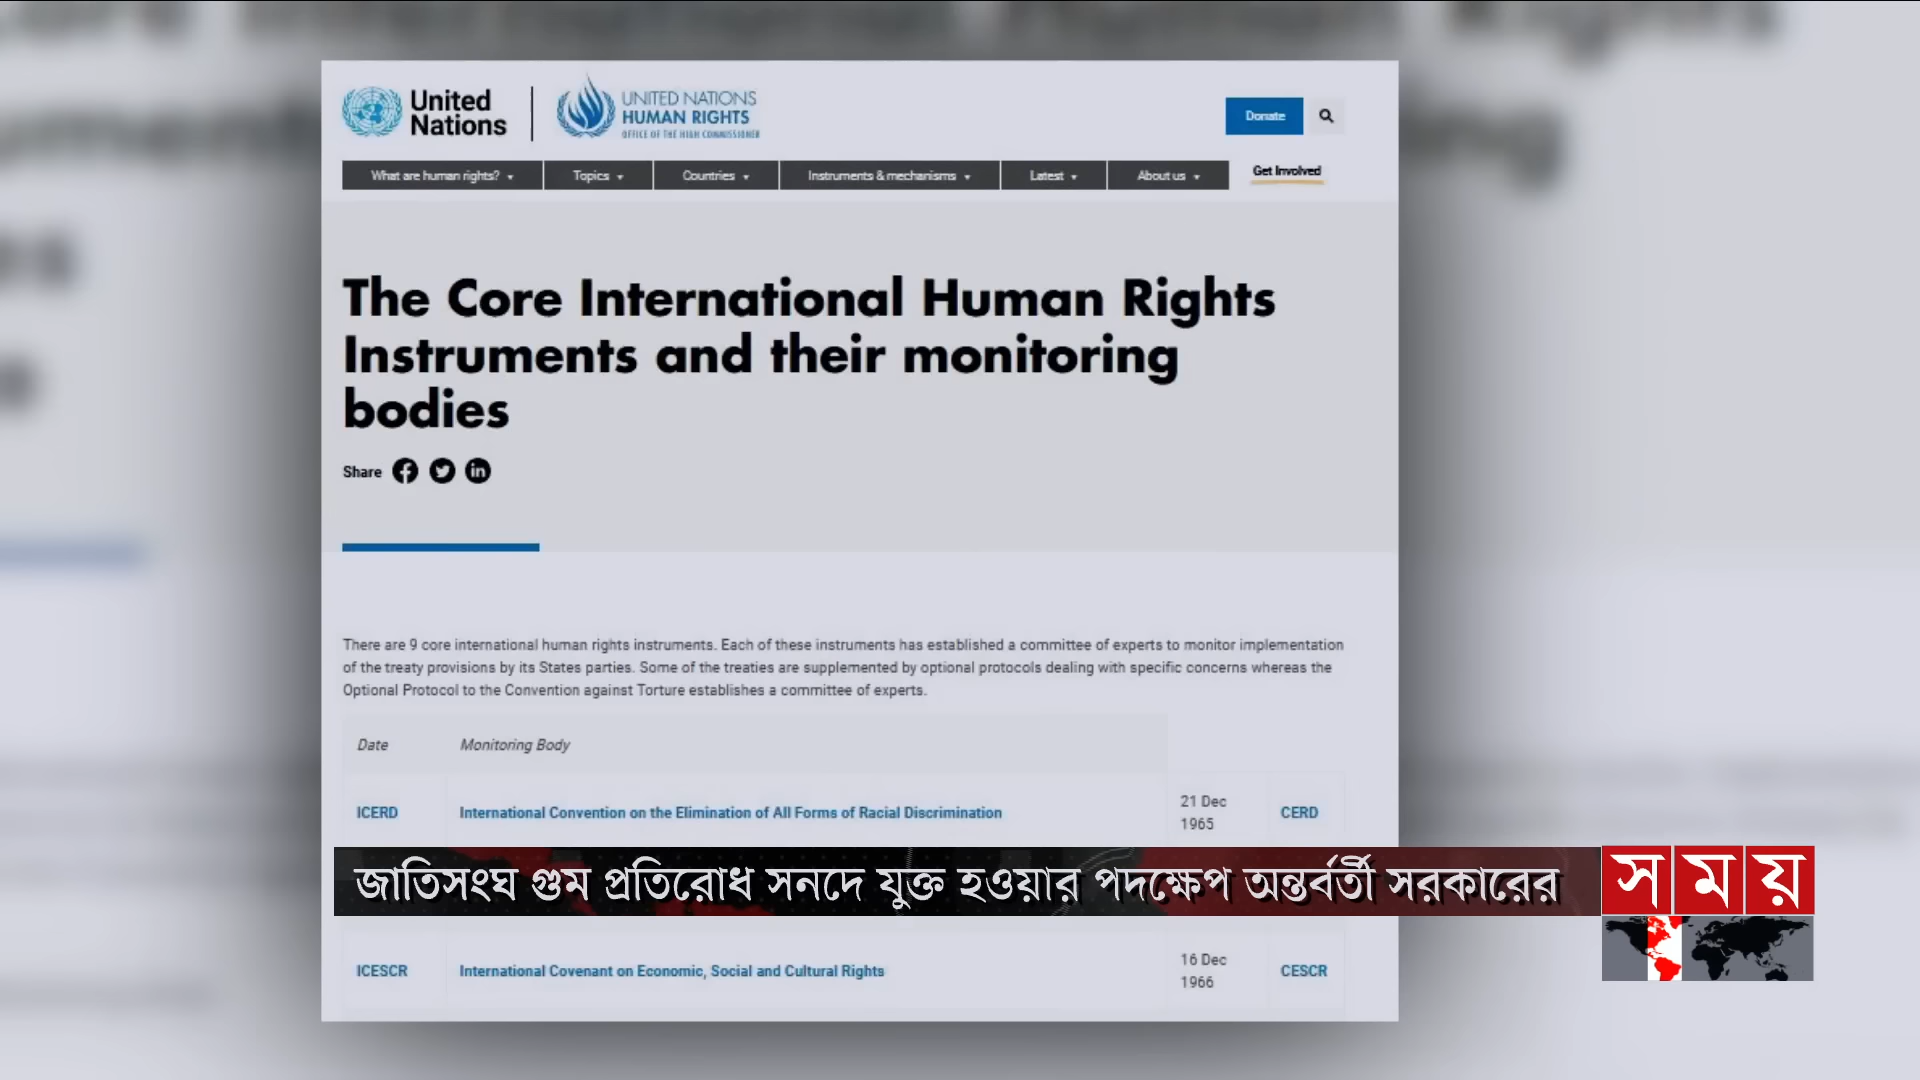 United
Nations
UNITED NATIONS
HUMAN RIGHTS
OFFICE OF THE HIGH COMMISSIONER
Donate
What are human rights? Topics Countries Instruments & mechanisms Latest About us Get Involved
The Core International Human Rights
Instruments and their monitoring
bodies
Share
There are 9 core international human rights instruments. Each of these instruments has established a committee of experts to monitor implementation
of the treaty provisions by its States parties. Some of the treaties are supplemented by optional protocols dealing with specific concerns whereas the
Optional Protocol to the Convention against Torture establishes a committee of experts.
Date Monitoring Body
ICERD International Convention on the Elimination of All Forms of Racial Discrimination 21 Dec 1965 CERD
জাতিসংঘ গুম প্রতিরোধ সনদে যুক্ত হওয়ার পদক্ষেপ অন্তর্বর্তী সরকারের
সময়
ICESCR International Covenant on Economic, Social and Cultural Rights 16 Dec 1966 CESCR